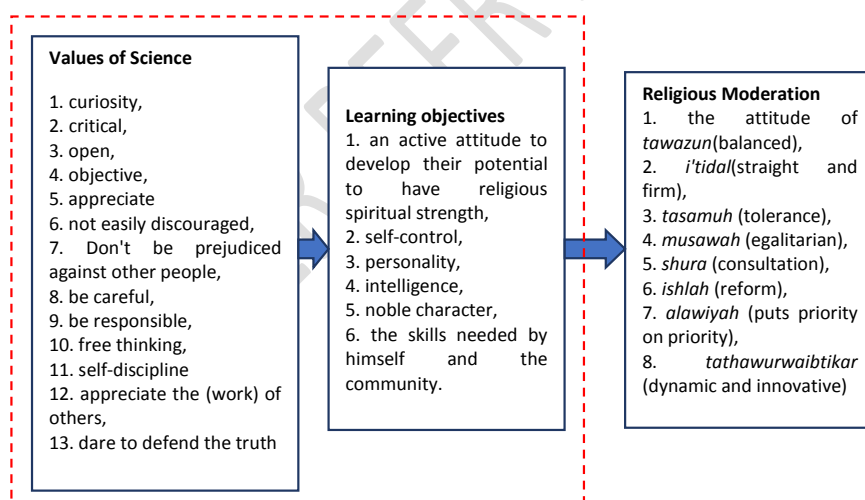 Values of Science
1. curiosity,
2. critical,
3. open,
4. objective,
5. appreciate
6. not easily discouraged,
7. Don't be prejudiced
against other people,
8. be careful,
9. be responsible,
10. free thinking,
11. self-discipline
12. appreciate the (work) of
others,
13. dare to defend the truth
Learning objectives
1. an active attitude to
develop their potential
to have religious
spiritual strength,
2. self-control,
3. personality,
4. intelligence,
5. noble character,
6. the skills needed by
himself and the
community.
Religious Moderation
1. the attitude of
tawazun(balanced),
2. i'tidal(straight and
firm),
3. tasamuh (tolerance),
4. musawah (egalitarian),
5. shura (consultation),
6. ishlah (reform),
7. alawiyah (puts priority
on priority),
8. tathawurwaibtikar
(dynamic and innovative)